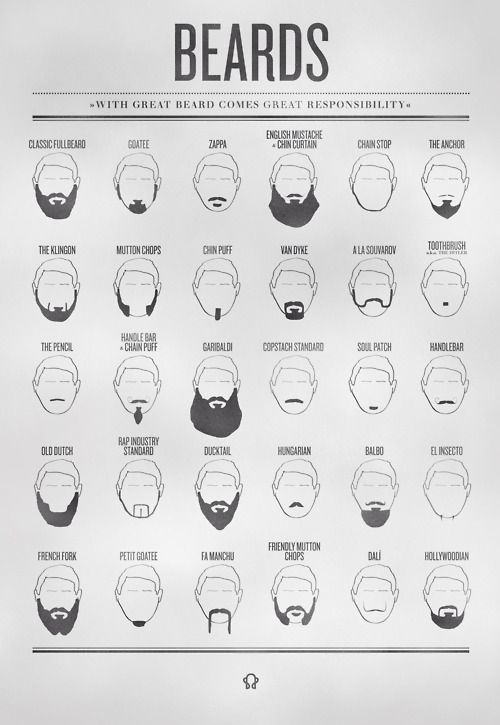 BEARDS
»WITH GREAT BEARD COMES GREAT RESPONSIBILITY«
CLASSIC FULLBEARD
GOATEE
ZAPPA
ENGLISH MUSTACHE
& CHIN CURTAIN
CHAIN STOP
THE ANCHOR
THE KLINGON
MUTTON CHOPS
CHIN PUFF
VAN DYKE
A LA SOUVAROV
TOOTHBRUSH
a.k.a. THE HITLER
THE PENCIL
HANDLE BAR
& CHAIN PUFF
GARIBALDI
COPSTACH STANDARD
SOUL PATCH
HANDLEBAR
OLD DUTCH
RAP INDUSTRY
STANDARD
DUCKTAIL
HUNGARIAN
BALBO
EL INSECTO
FRENCH FORK
PETIT GOATEE
FA MANCHU
FRIENDLY MUTTON
CHOPS
DALÍ
HOLLYWOODIAN